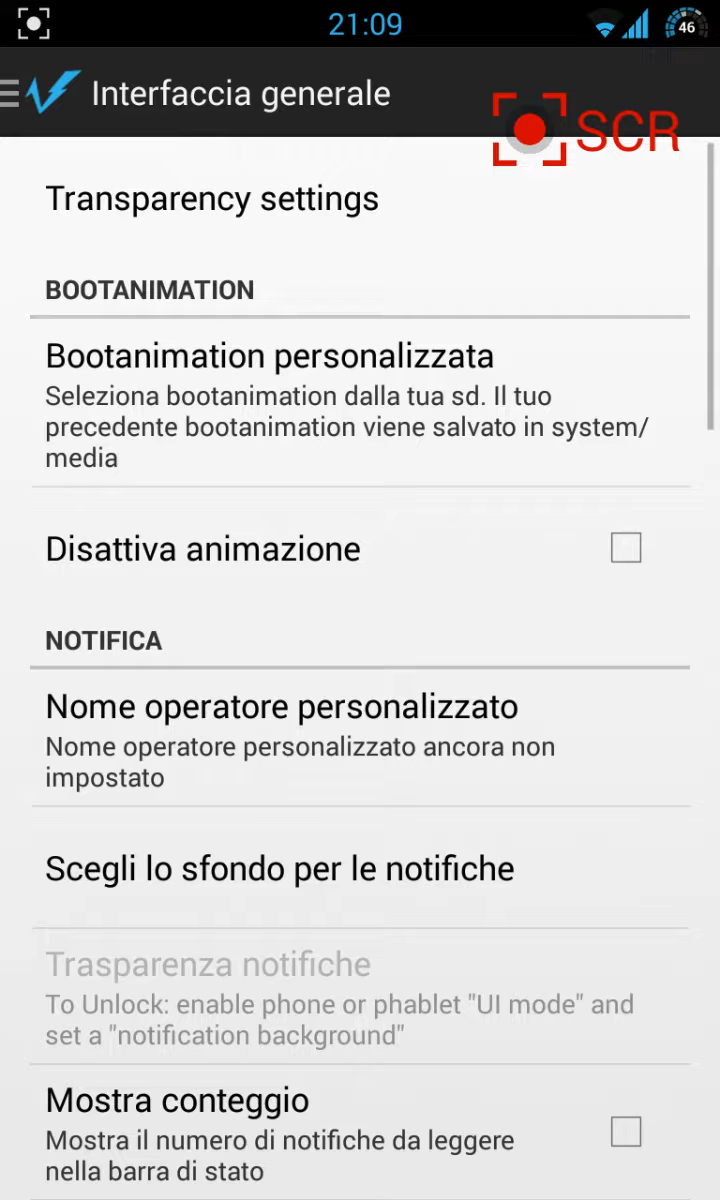 21:09
46
Interfaccia generale
SCR
Transparency settings
BOOTANIMATION
Bootanimation personalizzata
Seleziona bootanimation dalla tua sd. Il tuo
precedente bootanimation viene salvato in system/
media
Disattiva animazione
NOTIFICA
Nome operatore personalizzato
Nome operatore personalizzato ancora non
impostato
Scegli lo sfondo per le notifiche
Trasparenza notifiche
To Unlock: enable phone or phablet "UI mode" and
set a "notification background"
Mostra conteggio
Mostra il numero di notifiche da leggere
nella barra di stato